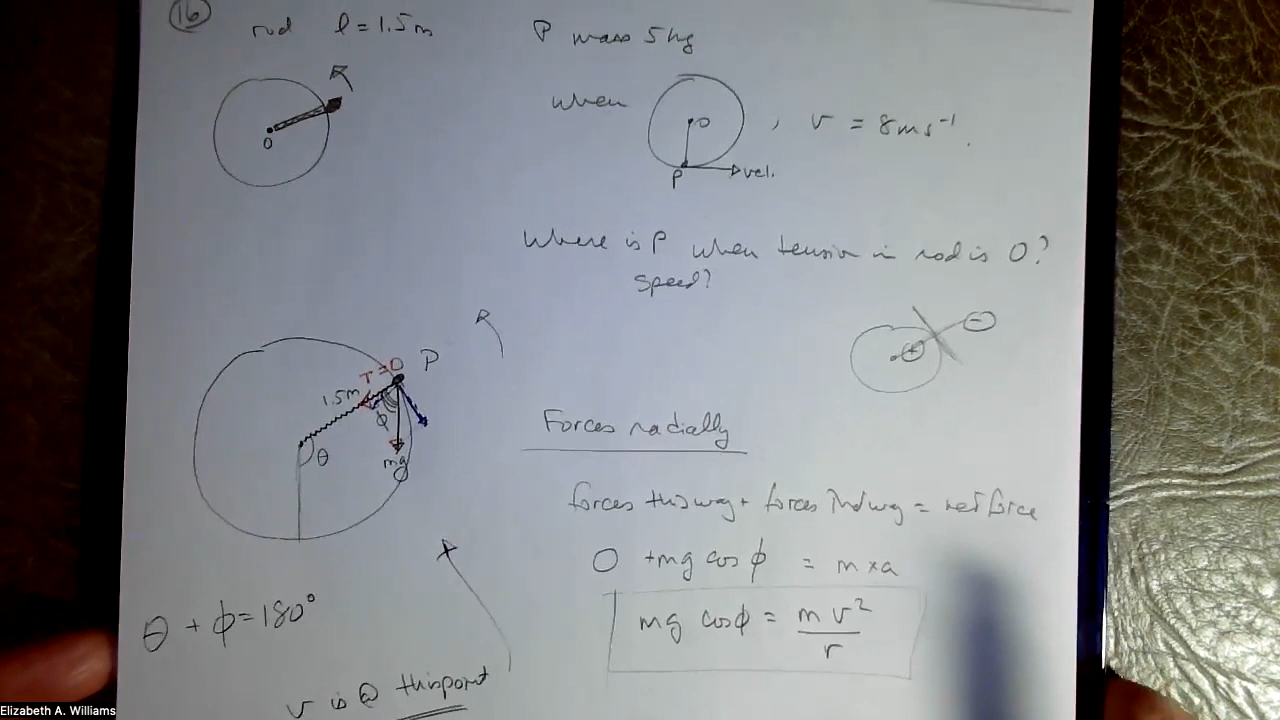 16
rod l = 1.5m
P mass 5kg
O
when
O
P
vel.
, v = 8ms⁻¹.
Where is P when tension in rod is 0?
speed?
−
+
P
T=0
1.5m
ϕ
θ
mg
Forces radially
forces this way + forces that way = net force
O +mg cos ϕ = m × a
mg cos ϕ = m v² / r
θ + ϕ = 180°
v is @ this point
Elizabeth A. Williams